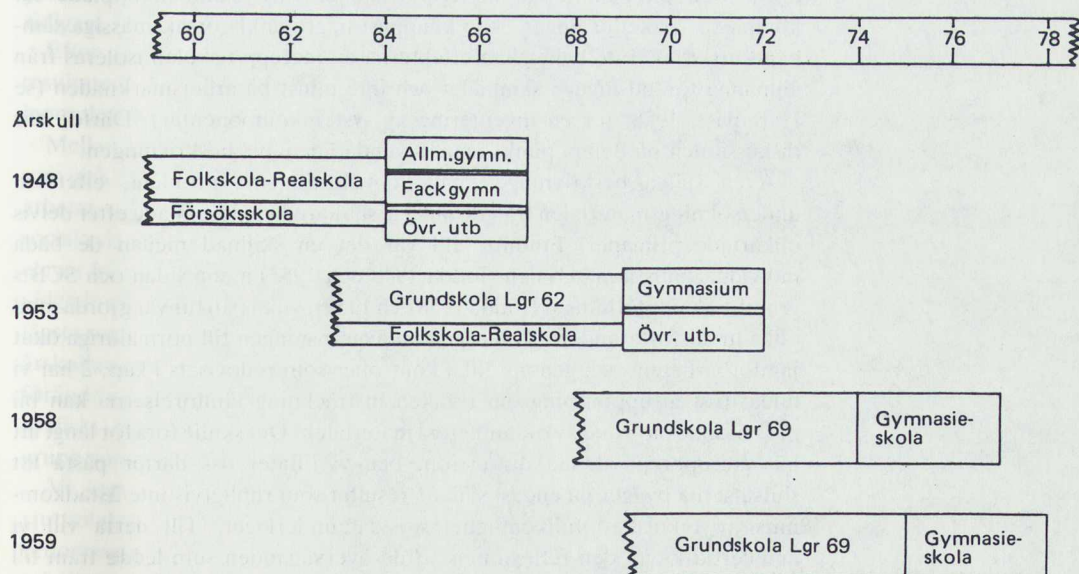 60 62 64 66 68 70 72 74 76 78
Årskull
1948
Folkskola-Realskola
Försöksskola
Allm.gymn.
Fackgymn
Övr. utb
1953
Grundskola Lgr 62
Folkskola-Realskola
Gymnasium
Övr. utb.
1958
Grundskola Lgr 69
Gymnasie-
skola
1959
Grundskola Lgr 69
Gymnasie-
skola